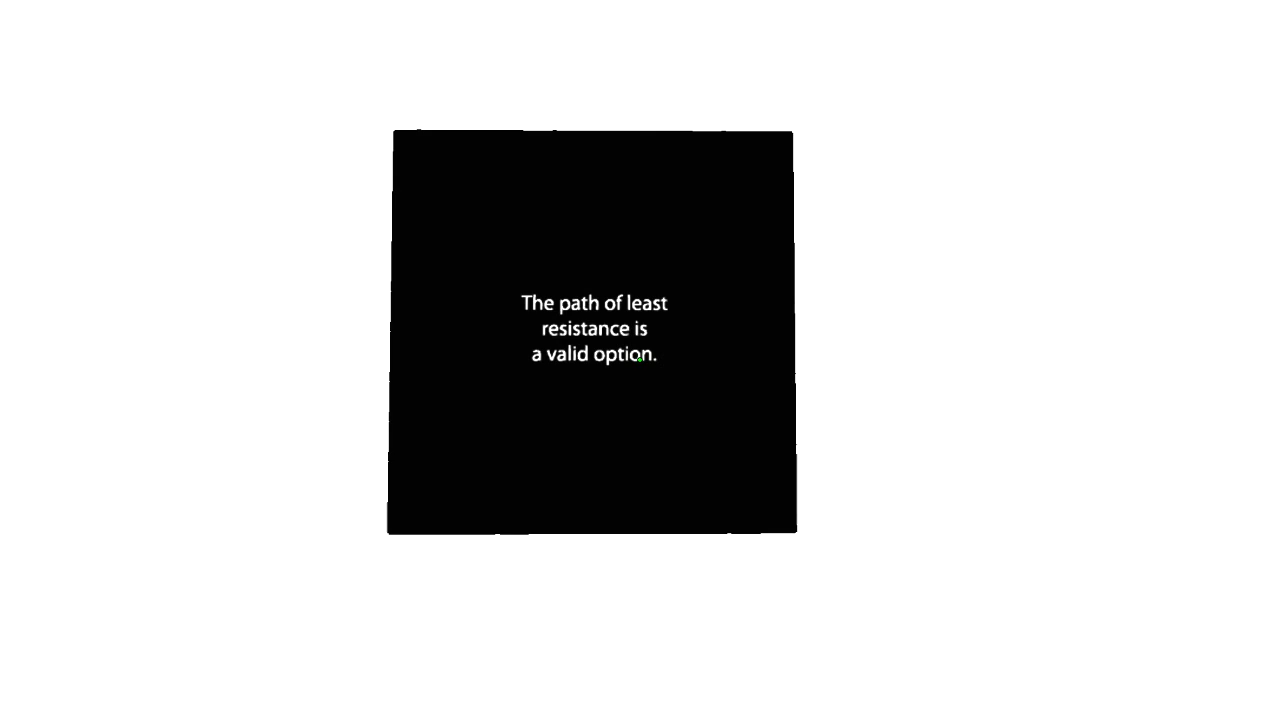 The path of least
resistance is
a valid option.